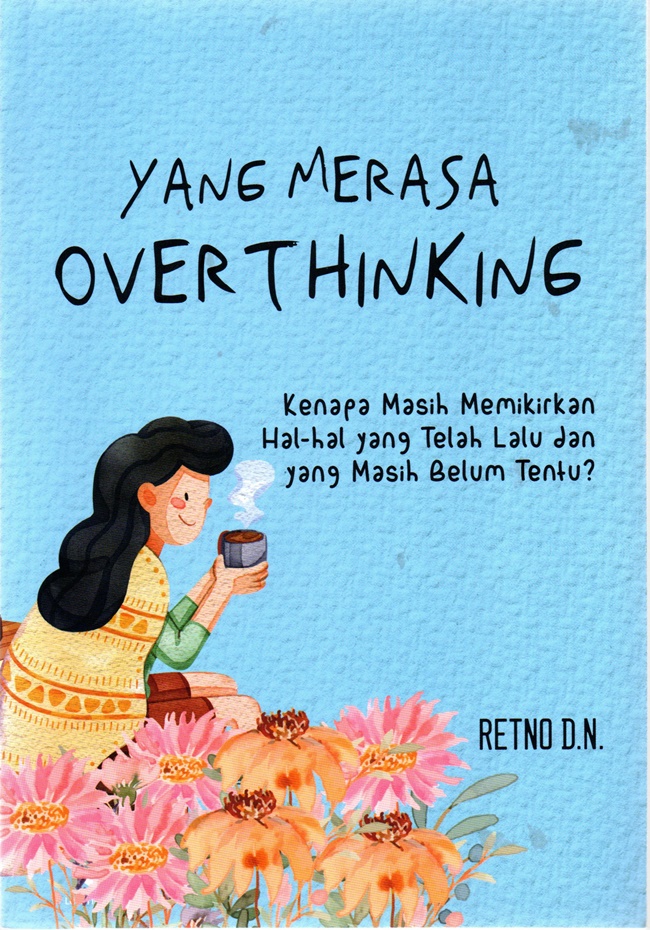 YANG MERASA
OVERTHINKING
Kenapa Masih Memikirkan
Hal-hal yang Telah Lalu dan
yang Masih Belum Tentu?
RETNO D.N.